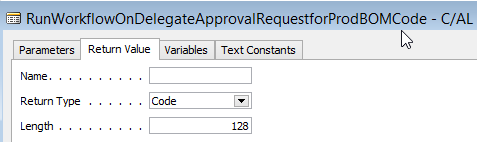 RunWorkflowOnDelegateApprovalRequestforProdBOMCode - C/AL
Parameters Return Value Variables Text Constants
Name. . . . . . . . . .
Return Type . . . . . . Code
Length . . . . . . . . . 128